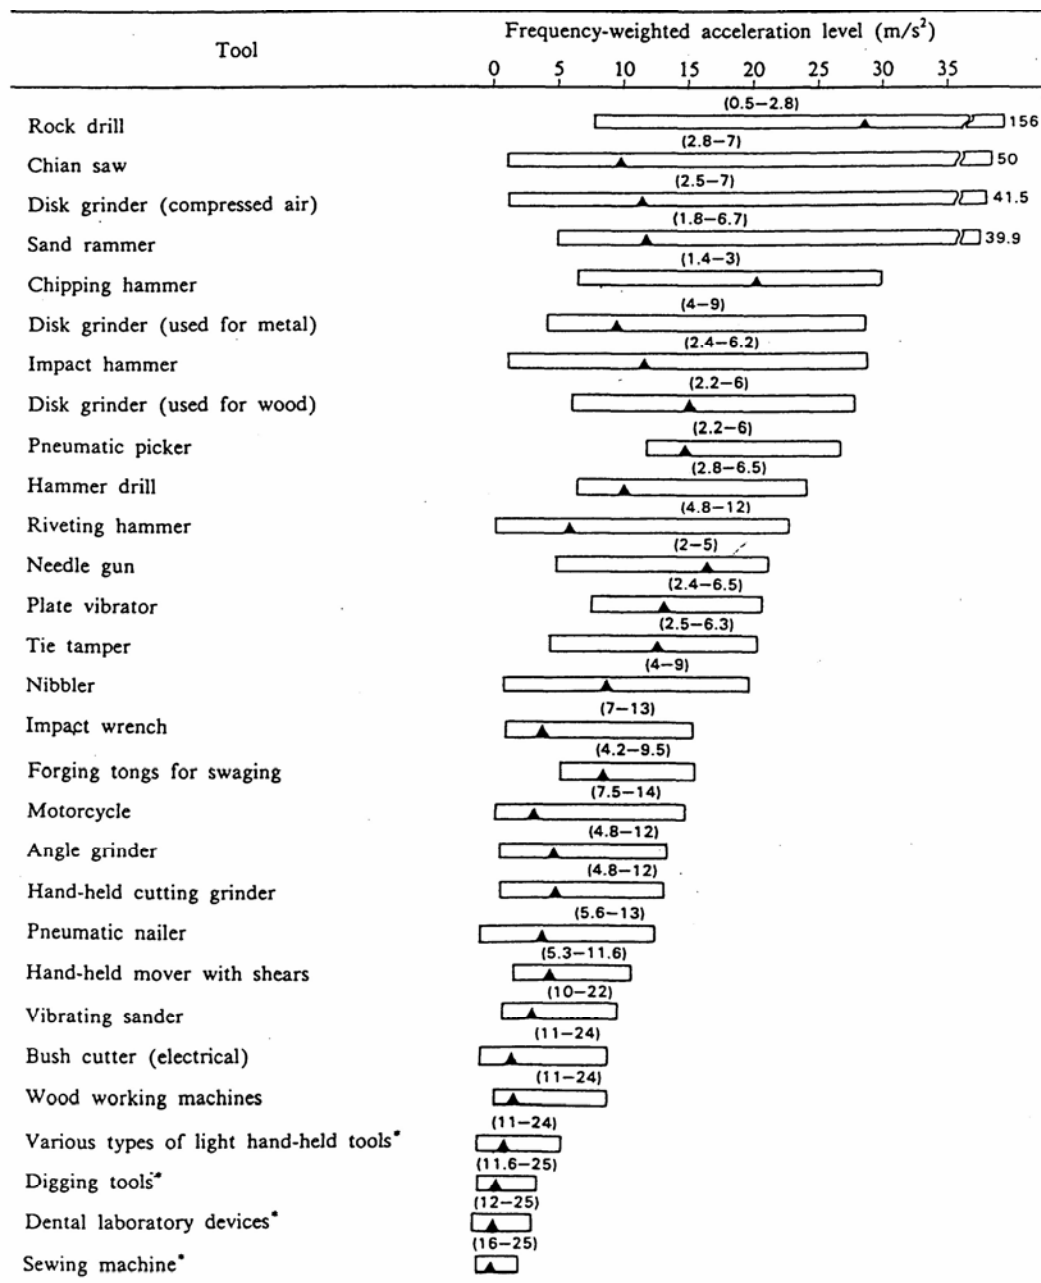 Frequency-weighted acceleration level (m/s²)
Tool
0 5 10 15 20 25 30 35
(0.5–2.8)
Rock drill 156
(2.8–7)
Chian saw 50
(2.5–7)
Disk grinder (compressed air) 41.5
(1.8–6.7)
Sand rammer 39.9
(1.4–3)
Chipping hammer
(4–9)
Disk grinder (used for metal)
(2.4–6.2)
Impact hammer
(2.2–6)
Disk grinder (used for wood)
(2.2–6)
Pneumatic picker
(2.8–6.5)
Hammer drill
(4.8–12)
Riveting hammer
(2–5)
Needle gun
(2.4–6.5)
Plate vibrator
(2.5–6.3)
Tie tamper
(4–9)
Nibbler
(7–13)
Impact wrench
(4.2–9.5)
Forging tongs for swaging
(7.5–14)
Motorcycle
(4.8–12)
Angle grinder
(4.8–12)
Hand-held cutting grinder
(5.6–13)
Pneumatic nailer
(5.3–11.6)
Hand-held mover with shears
(10–22)
Vibrating sander
(11–24)
Bush cutter (electrical)
(11–24)
Wood working machines
(11–24)
Various types of light hand-held tools*
(11.6–25)
Digging tools*
(12–25)
Dental laboratory devices*
(16–25)
Sewing machine*